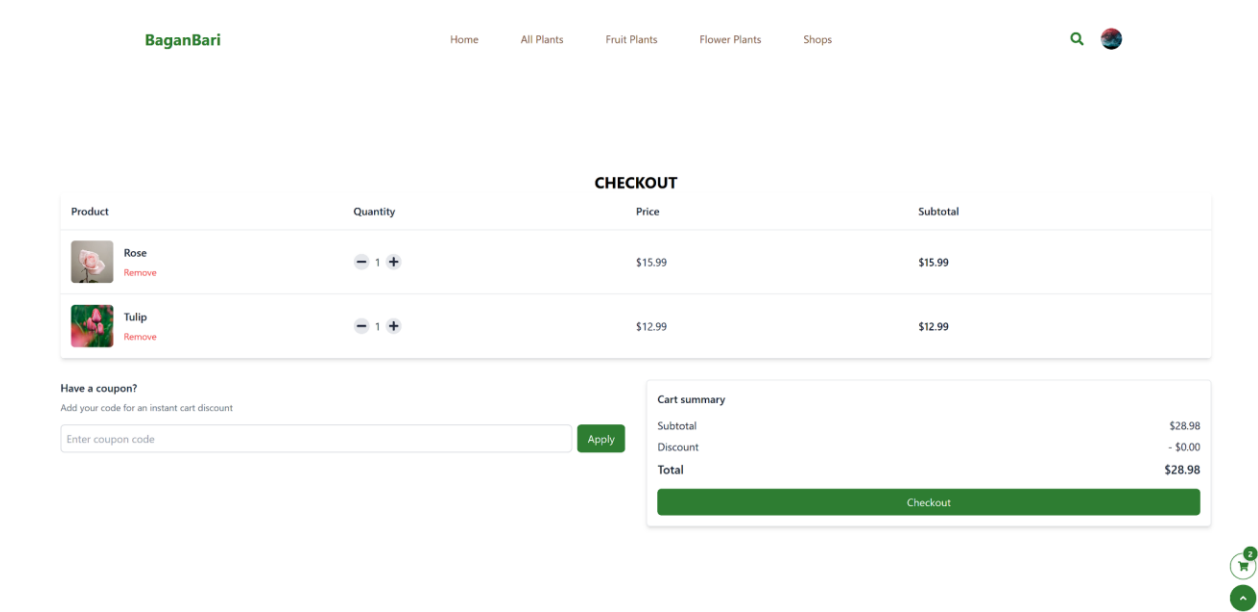 BaganBari Home All Plants Fruit Plants Flower Plants Shops
CHECKOUT
Product Quantity Price Subtotal
Rose
Remove
1 $15.99 $15.99
Tulip
Remove
1 $12.99 $12.99
Have a coupon?
Add your code for an instant cart discount
Enter coupon code Apply
Cart summary
Subtotal $28.98
Discount - $0.00
Total $28.98
Checkout
2